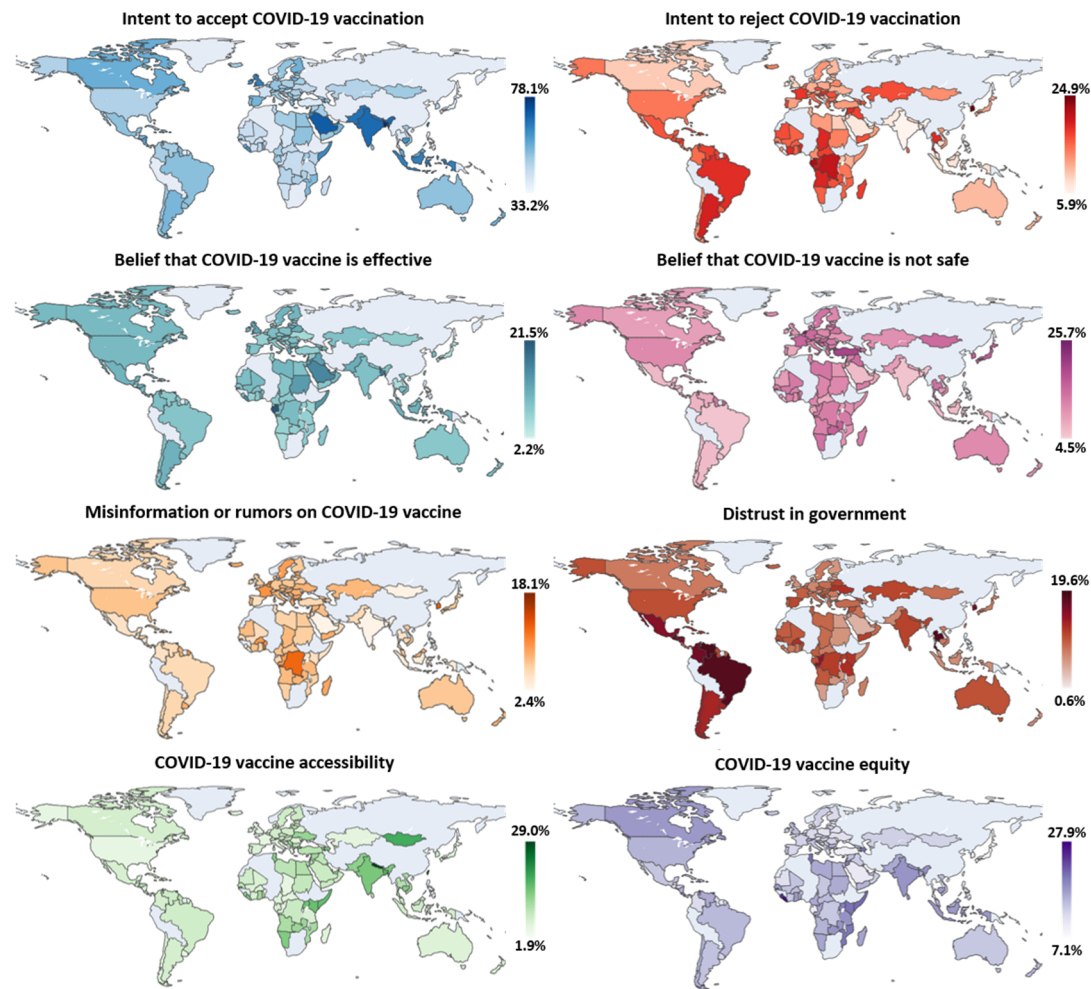 Intent to accept COVID-19 vaccination
78.1%
33.2%
Intent to reject COVID-19 vaccination
24.9%
5.9%
Belief that COVID-19 vaccine is effective
21.5%
2.2%
Belief that COVID-19 vaccine is not safe
25.7%
4.5%
Misinformation or rumors on COVID-19 vaccine
18.1%
2.4%
Distrust in government
19.6%
0.6%
COVID-19 vaccine accessibility
29.0%
1.9%
COVID-19 vaccine equity
27.9%
7.1%